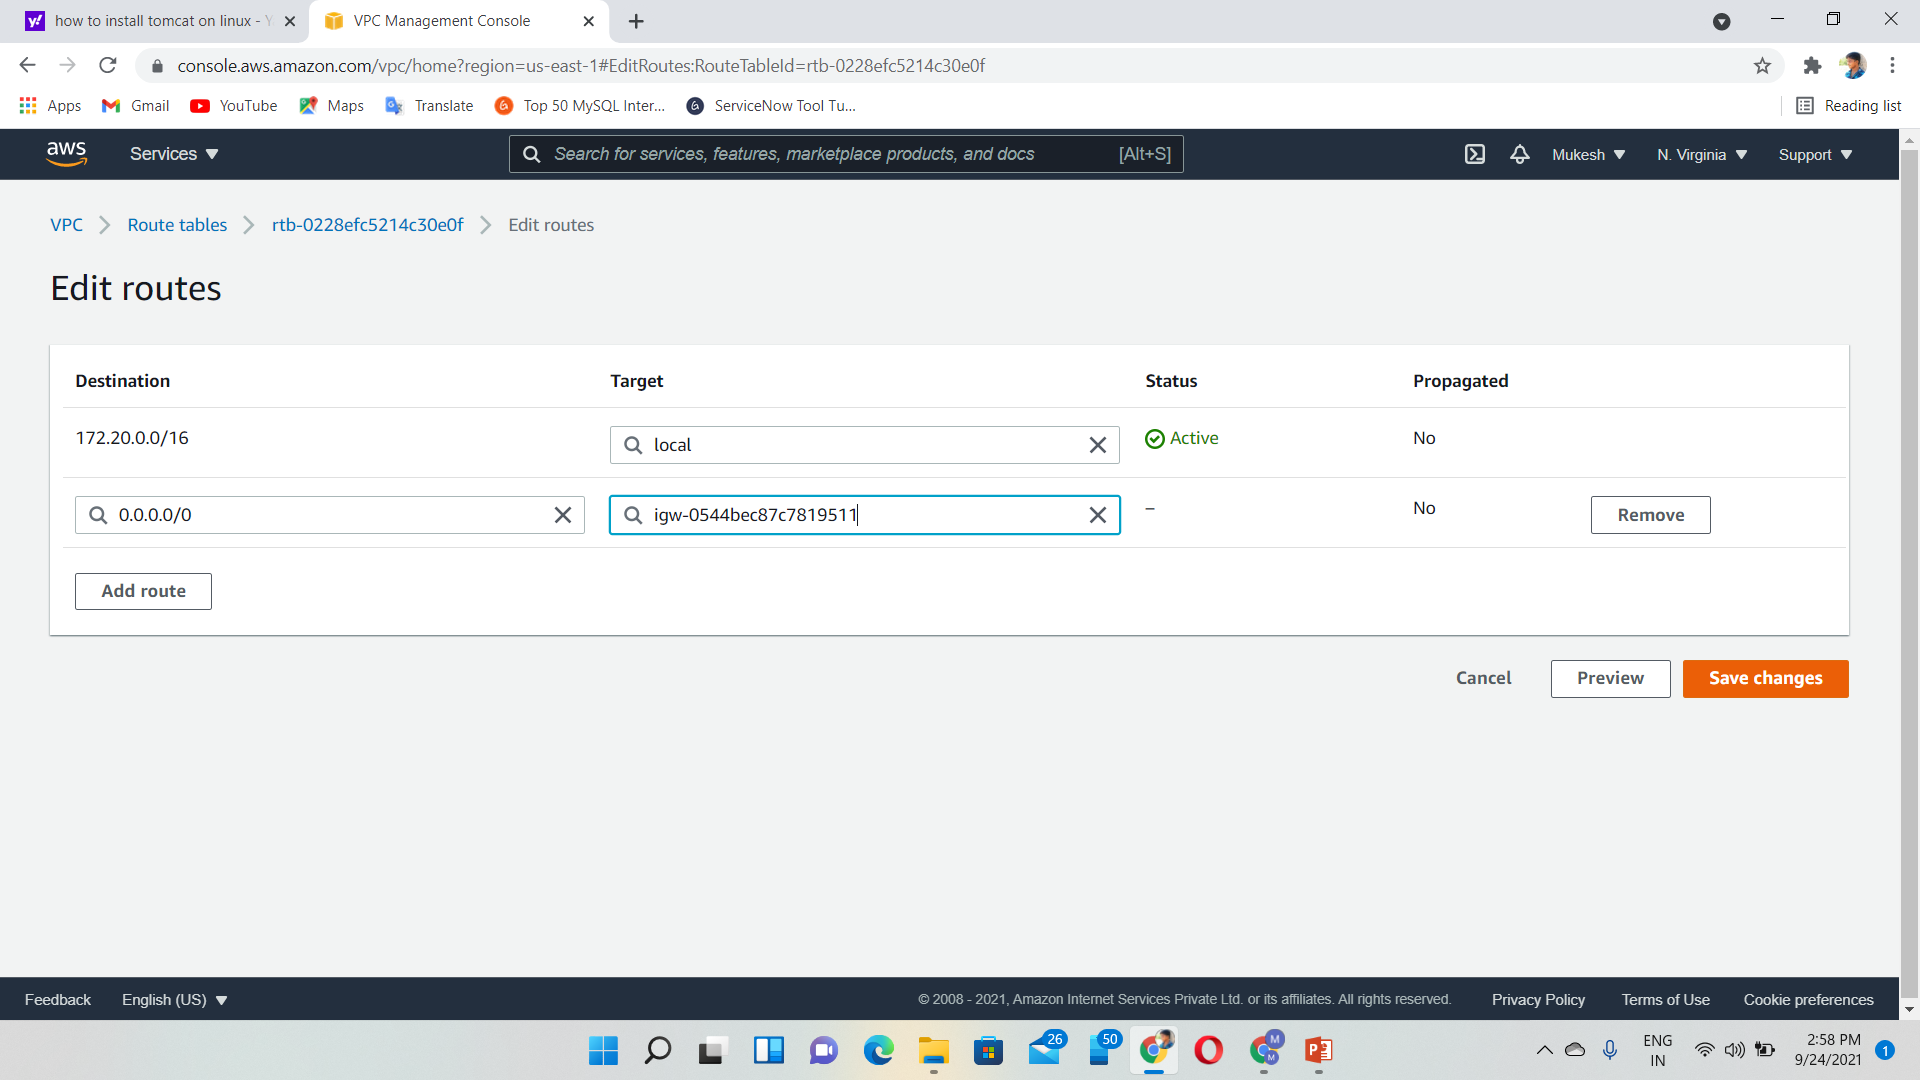 how to install tomcat on linux - Y
VPC Management Console
console.aws.amazon.com/vpc/home?region=us-east-1#EditRoutes:RouteTableId=rtb-0228efc5214c30e0f
Apps Gmail YouTube Maps Translate Top 50 MySQL Inter... ServiceNow Tool Tu... Reading list
aws Services Search for services, features, marketplace products, and docs [Alt+S] Mukesh N. Virginia Support
VPC Route tables rtb-0228efc5214c30e0f Edit routes
Edit routes
Destination Target Status Propagated
172.20.0.0/16 local Active No
0.0.0.0/0 igw-0544bec87c7819511 – No Remove
Add route
Cancel Preview Save changes
Feedback English (US) © 2008 - 2021, Amazon Internet Services Private Ltd. or its affiliates. All rights reserved. Privacy Policy Terms of Use Cookie preferences
26 50 M M ENG 2:58 PM
IN 9/24/2021 1